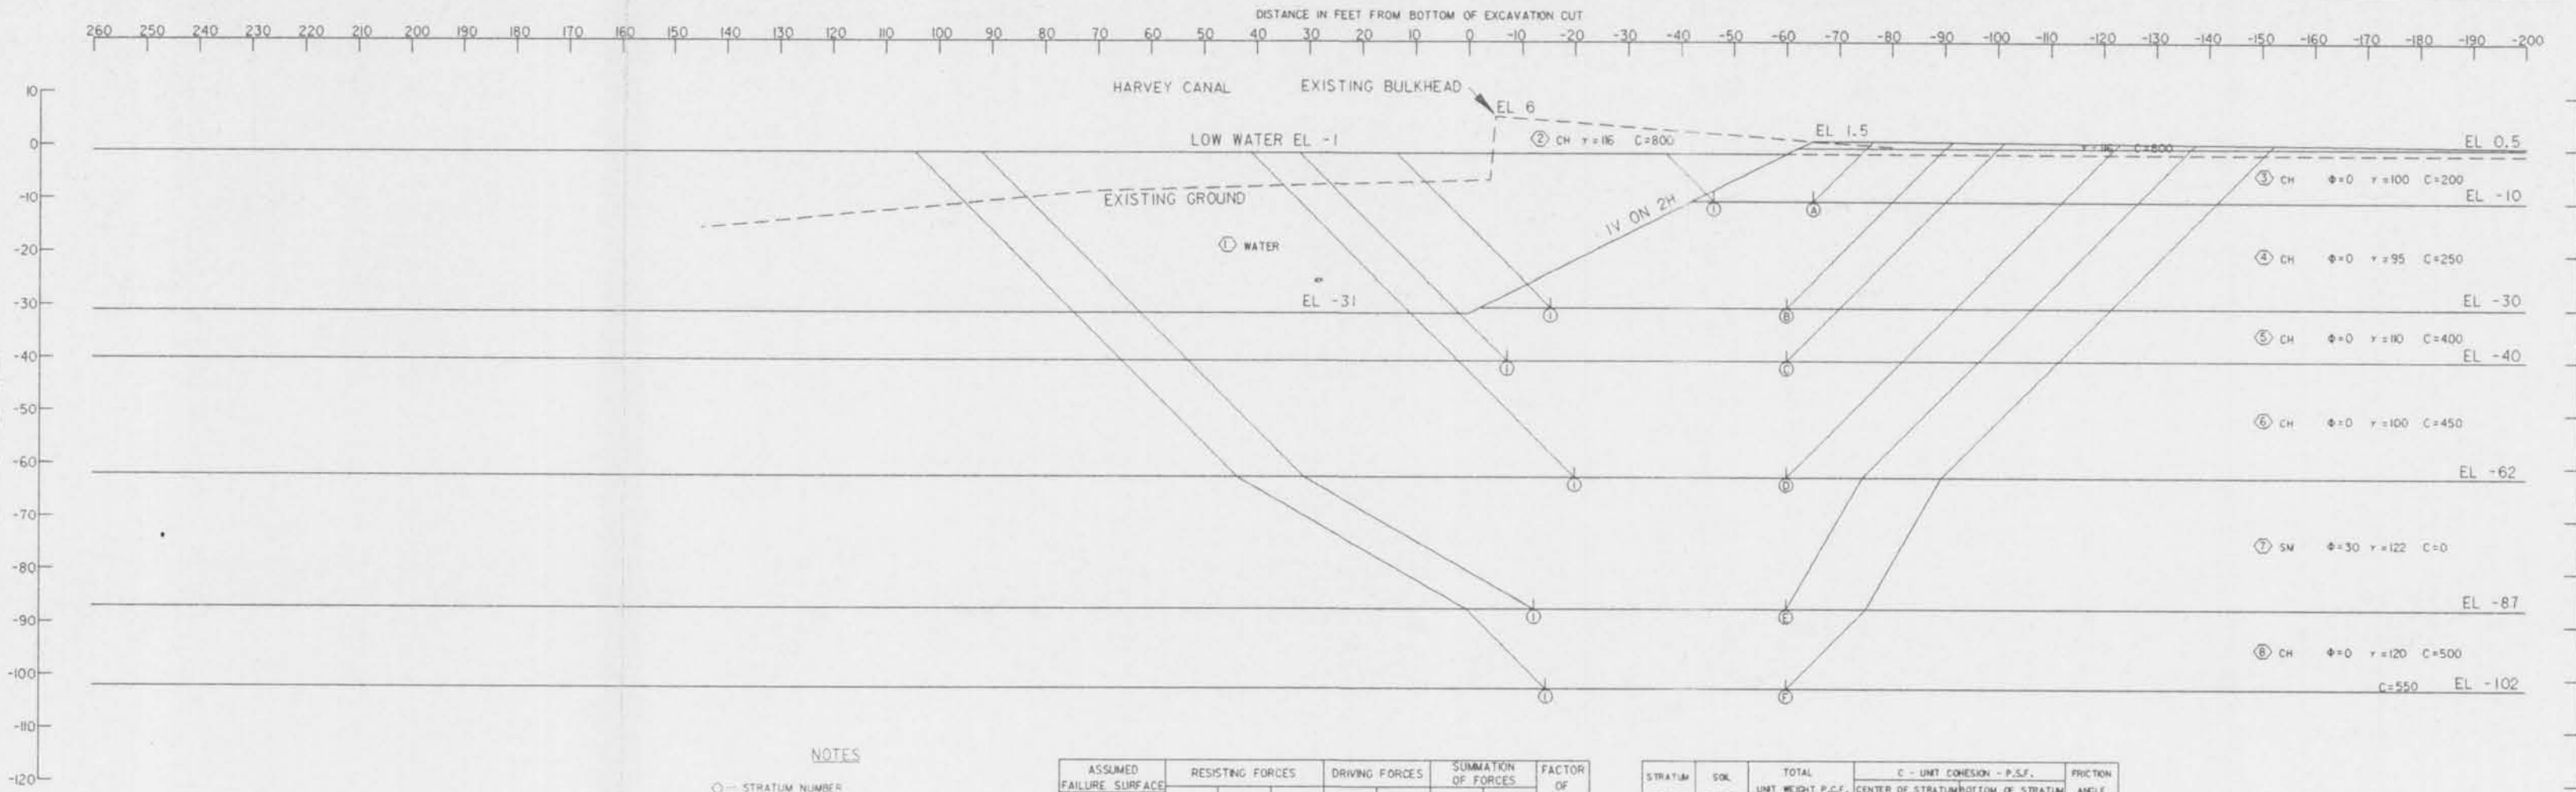 DISTANCE IN FEET FROM BOTTOM OF EXCAVATION CUT
260 250 240 230 220 210 200 190 180 170 160 150 140 130 120 110 100 90 80 70 60 50 40 30 20 10 0 -10 -20 -30 -40 -50 -60 -70 -80 -90 -100 -110 -120 -130 -140 -150 -160 -170 -180 -190 -200
10
HARVEY CANAL EXISTING BULKHEAD
EL 6
0
LOW WATER EL -1
2 CH γ=116 C=800
EL 1.5
γ=116 C=800
EL 0.5
3 CH Φ=0 γ=100 C=200
-10
EXISTING GROUND
1 A
EL -10
1V ON 2H
-20
1 WATER
4 CH Φ=0 γ=95 C=250
-30
EL -31
1 B
EL -30
5 CH Φ=0 γ=110 C=400
-40
1 C
EL -40
-50
6 CH Φ=0 γ=100 C=450
-60
1 D
EL -62
-70
7 SM Φ=30 γ=122 C=0
-80
-90
1 E
EL -87
8 CH Φ=0 γ=120 C=500
-100
1 F
C=550 EL -102
-110
-120
NOTES
STRATUM NUMBER
ASSUMED
FAILURE SURFACE
RESISTING FORCES
DRIVING FORCES
SUMMATION
OF FORCES
FACTOR
OF
STRATUM
SOIL
TOTAL
UNIT WEIGHT P.C.F.
C - UNIT COHESION - P.S.F.
CENTER OF STRATUM BOTTOM OF STRATUM
FRICTION
ANGLE